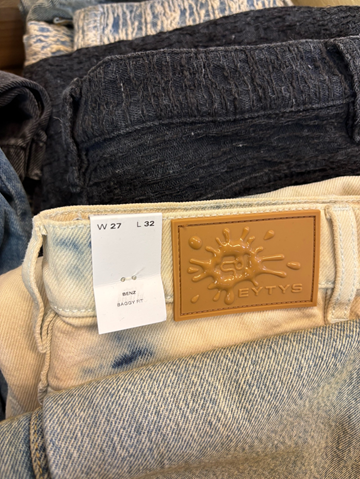 W 27 L 32
BENZ
BAGGY FIT
EYTYS